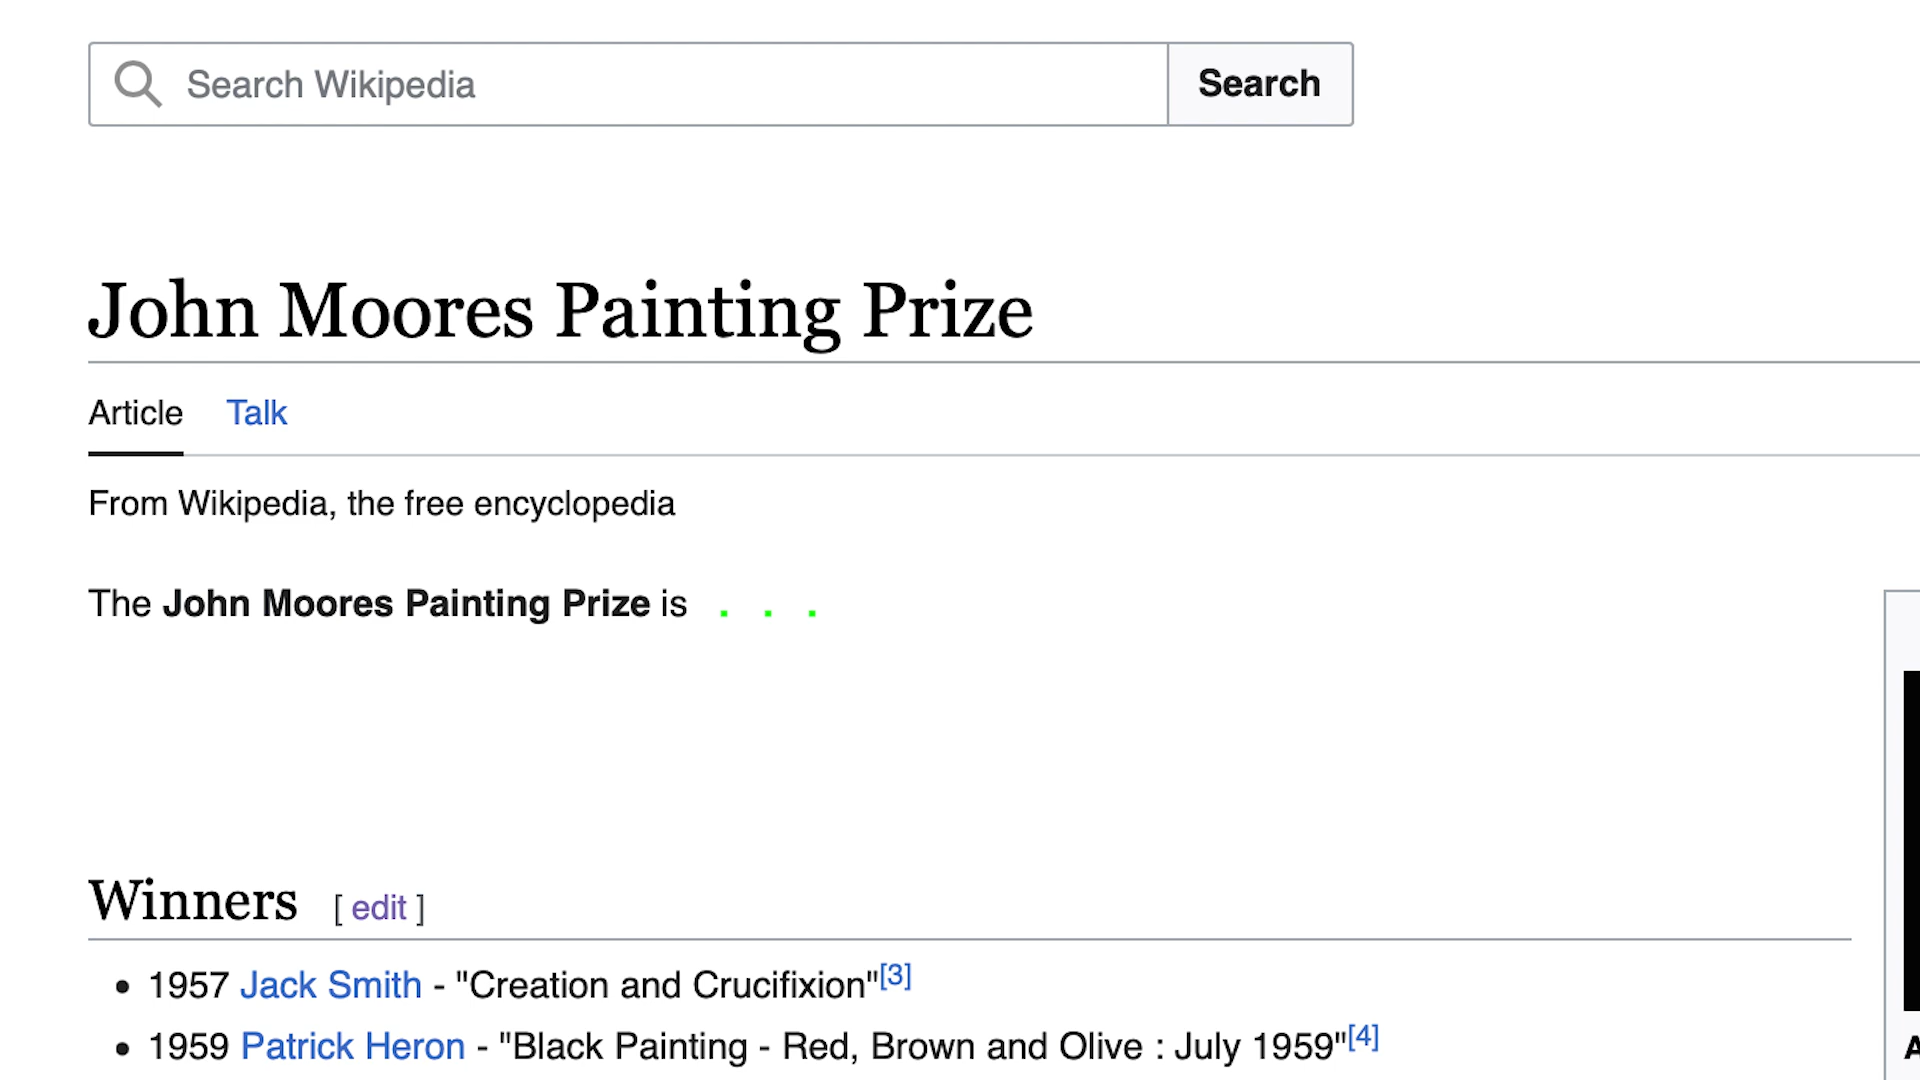 Search Wikipedia Search
John Moores Painting Prize
Article Talk
From Wikipedia, the free encyclopedia
The John Moores Painting Prize is . . .
Winners [ edit ]
• 1957 Jack Smith - "Creation and Crucifixion"[3]
• 1959 Patrick Heron - "Black Painting - Red, Brown and Olive : July 1959"[4]